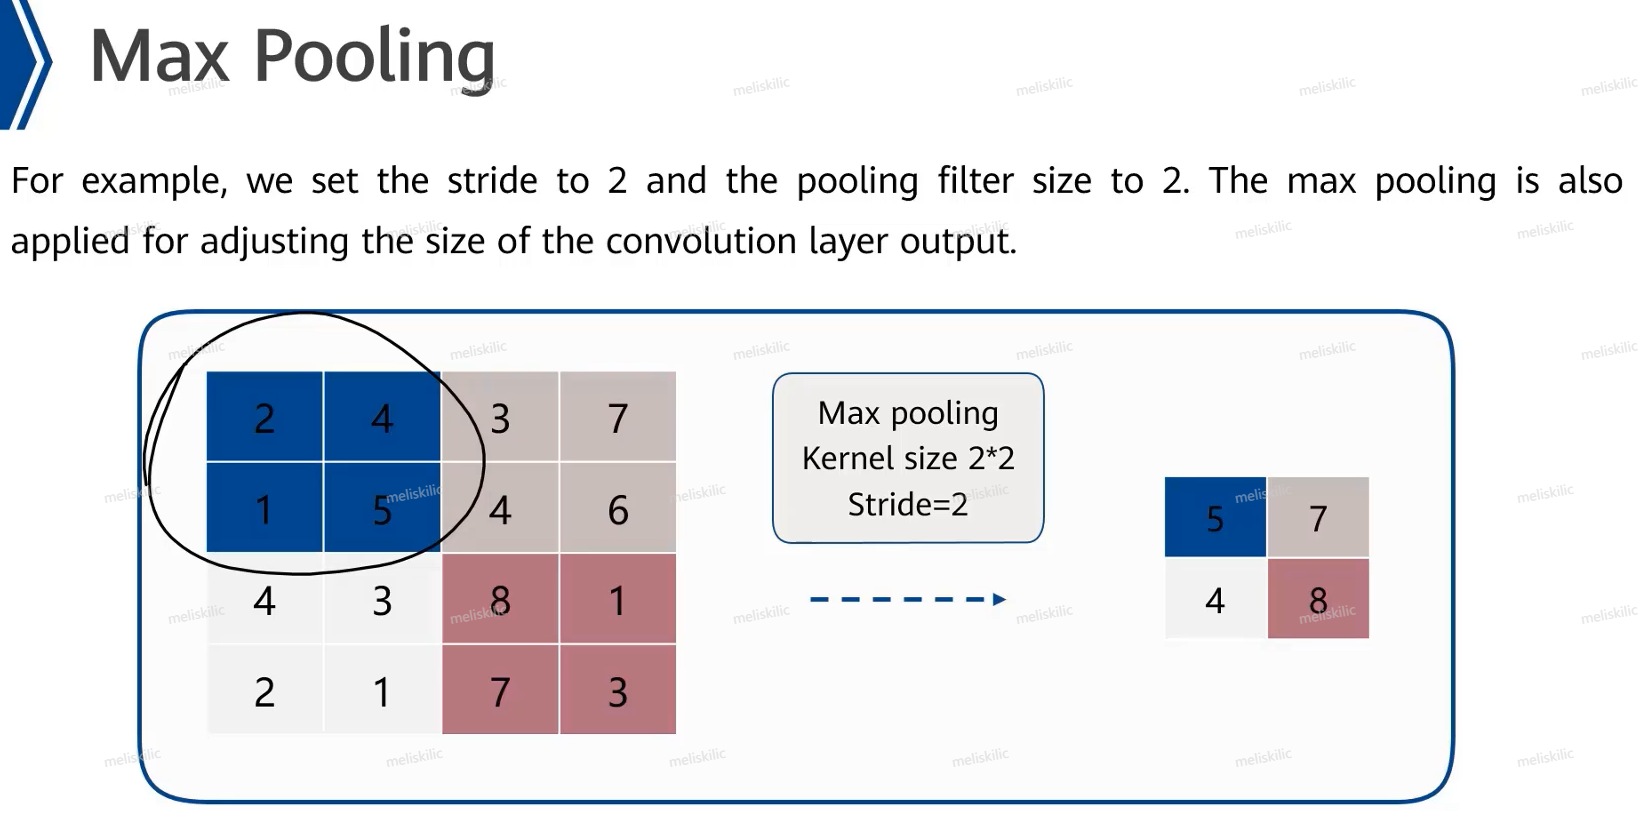 Max Pooling
For example, we set the stride to 2 and the pooling filter size to 2. The max pooling is also
applied for adjusting the size of the convolution layer output.
2 4 3 7
1 5 4 6
4 3 8 1
2 1 7 3
Max pooling
Kernel size 2*2
Stride=2
5 7
4 8
meliskilic